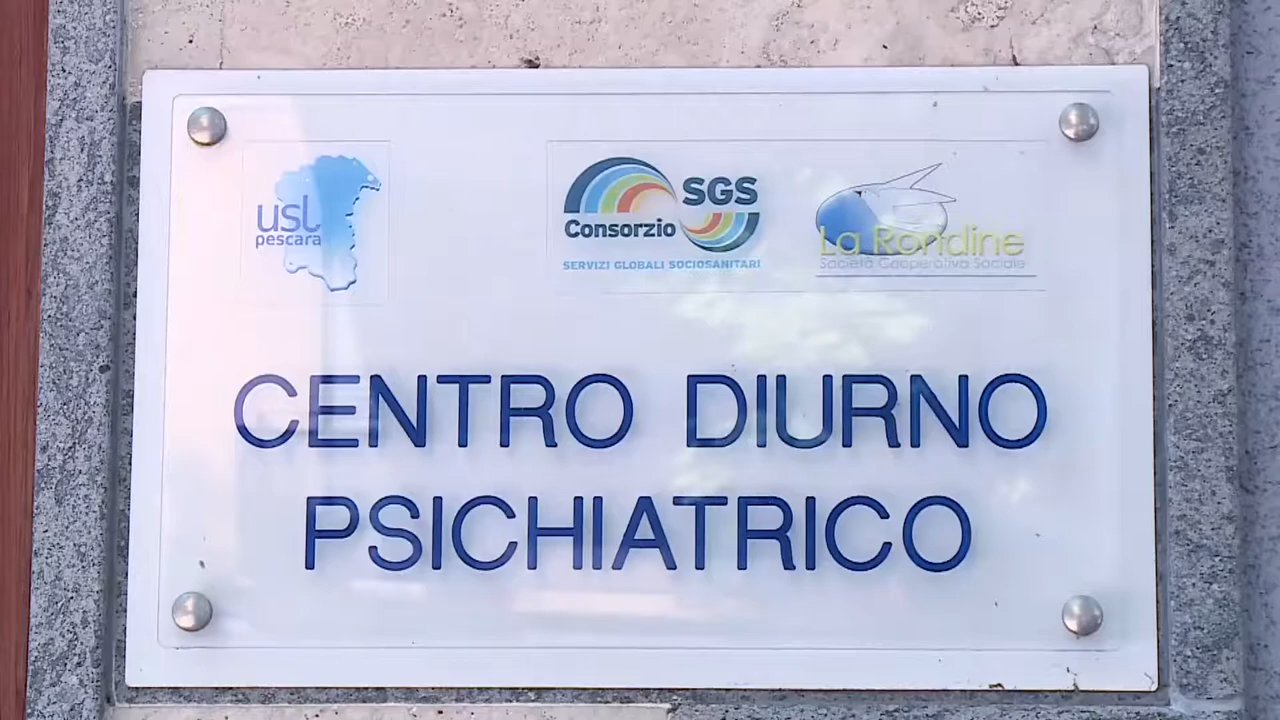 usl
pescara
Consorzio SGS
SERVIZI GLOBALI SOCIOSANITARI
La Rondine
Società Cooperativa Sociale
CENTRO DIURNO
PSICHIATRICO